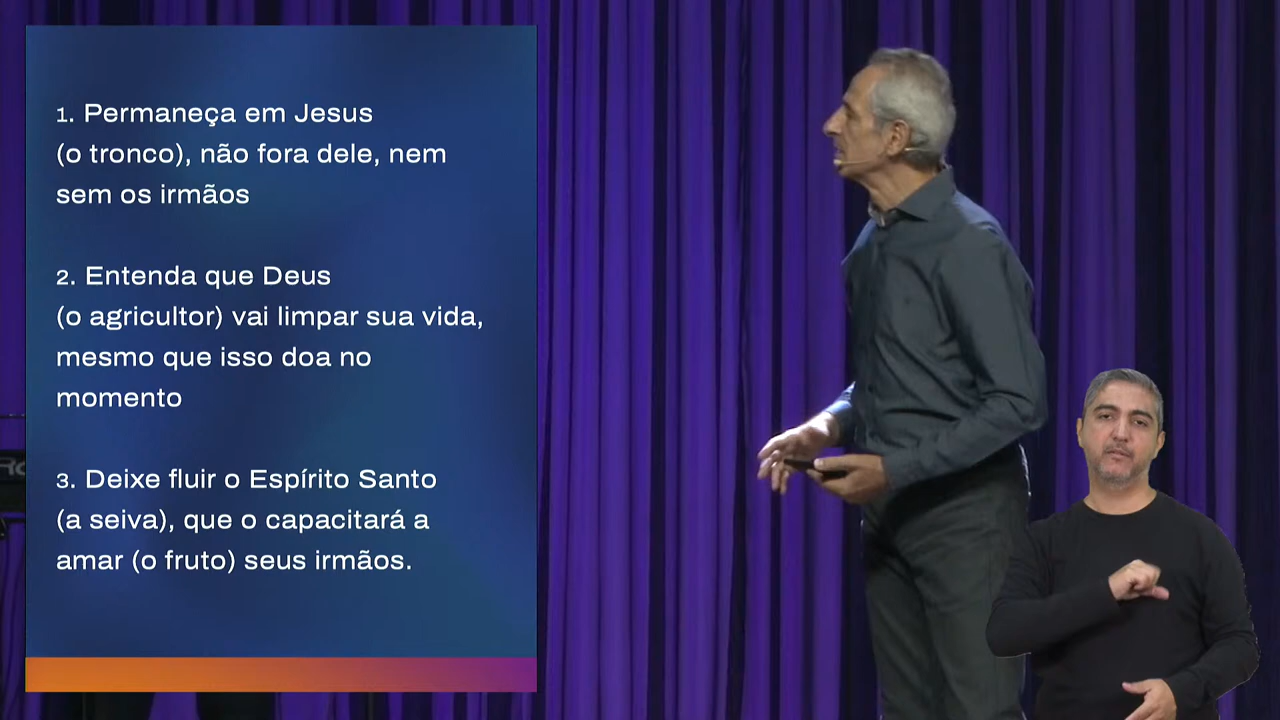 1. Permaneça em Jesus
(o tronco), não fora dele, nem
sem os irmãos
2. Entenda que Deus
(o agricultor) vai limpar sua vida,
mesmo que isso doa no
momento
3. Deixe fluir o Espírito Santo
(a seiva), que o capacitará a
amar (o fruto) seus irmãos.